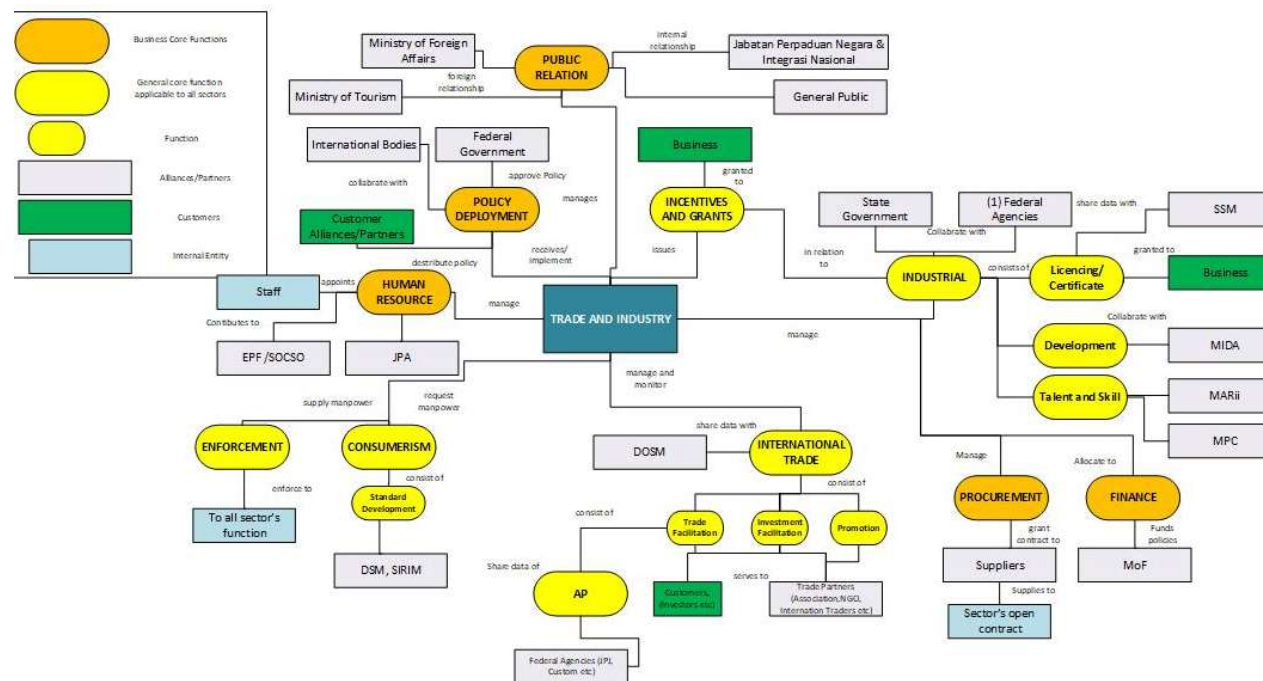 Business Core Functions
General core function
applicable to all sectors
Function
Alliances/Partners
Customers
Internal Entity
Ministry of Foreign
Affairs
PUBLIC
RELATION
internal
relationship
Jabatan Perpaduan Negara &
Integrasi Nasional
foreign
relationship
Ministry of Tourism
General Public
International Bodies
Federal
Government
Business
collabrate with
approve Policy
granted
to
POLICY
DEPLOYMENT
manages
INCENTIVES
AND GRANTS
Customer
Alliances/Partners
receives/
implement
issues
State
Government
(1) Federal
Agencies
share data with
SSM
Collabrate with
in relation
to
INDUSTRIAL
consists of
Licencing/
Certificate
granted to
Business
distribute policy
Staff
appoints
HUMAN
RESOURCE
manage
TRADE AND INDUSTRY
manage
Contibutes to
EPF /SOCSO
JPA
Collabrate with
Development
MIDA
Talent and Skill
MARii
MPC
manage and
monitor
supply manpower
request
manpower
ENFORCEMENT
CONSUMERISM
share data with
DOSM
INTERNATIONAL
TRADE
enforce to
consist of
To all sector's
function
Standard
Development
DSM, SIRIM
consist of
consist of
Trade
Facilitation
Investment
Facilitation
Promotion
Share data of
AP
serves to
Customers,
(Investors etc)
Trade Partners
(Association,NGO,
Internation Traders etc)
Federal Agencies (JPJ,
Custom etc)
Manage
Allocate to
PROCUREMENT
FINANCE
grant
contract to
Funds
policies
Suppliers
MoF
Supplies to
Sector's open
contract